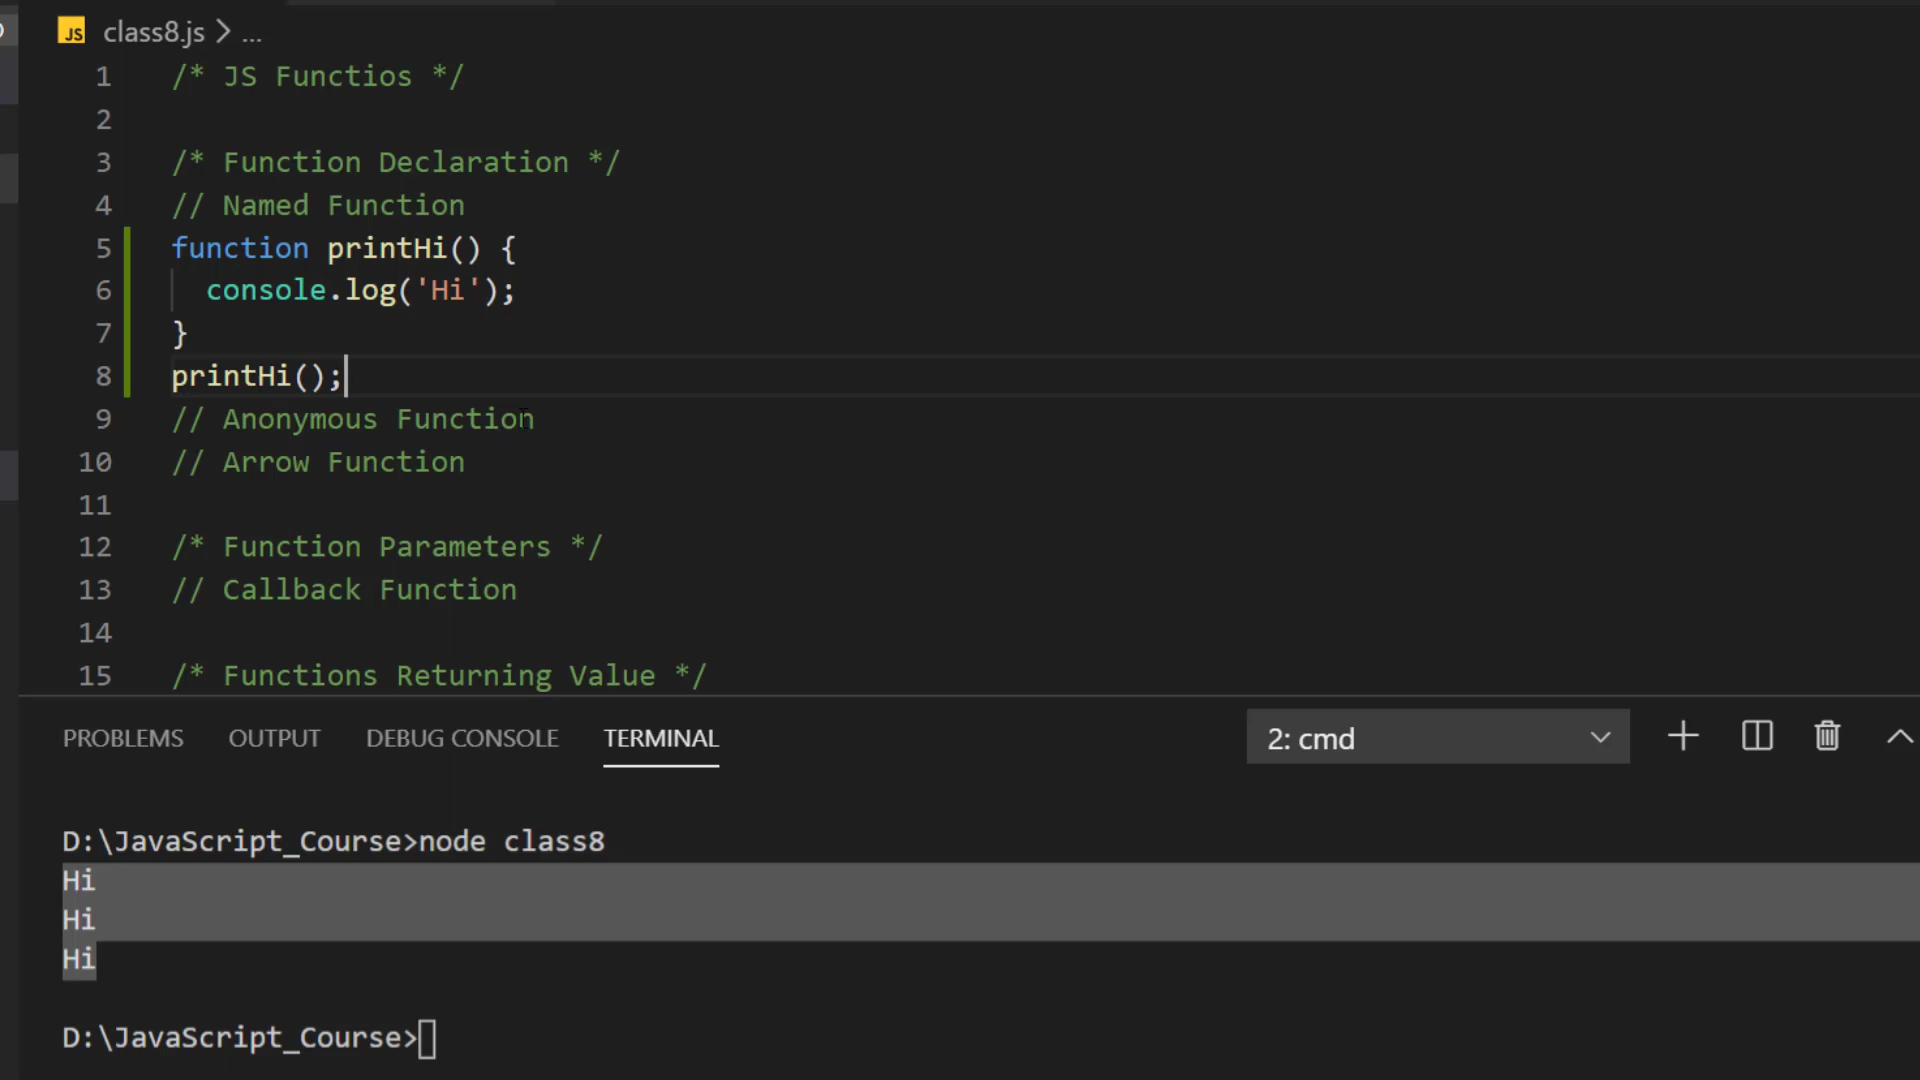 JS class8.js > ...
1 /* JS Functios */
2
3 /* Function Declaration */
4 // Named Function
5 function printHi() {
6 console.log('Hi');
7 }
8 printHi();
9 // Anonymous Function
10 // Arrow Function
11
12 /* Function Parameters */
13 // Callback Function
14
15 /* Functions Returning Value */
PROBLEMS OUTPUT DEBUG CONSOLE TERMINAL 2: cmd
D:\JavaScript_Course>node class8
Hi
Hi
Hi
D:\JavaScript_Course>